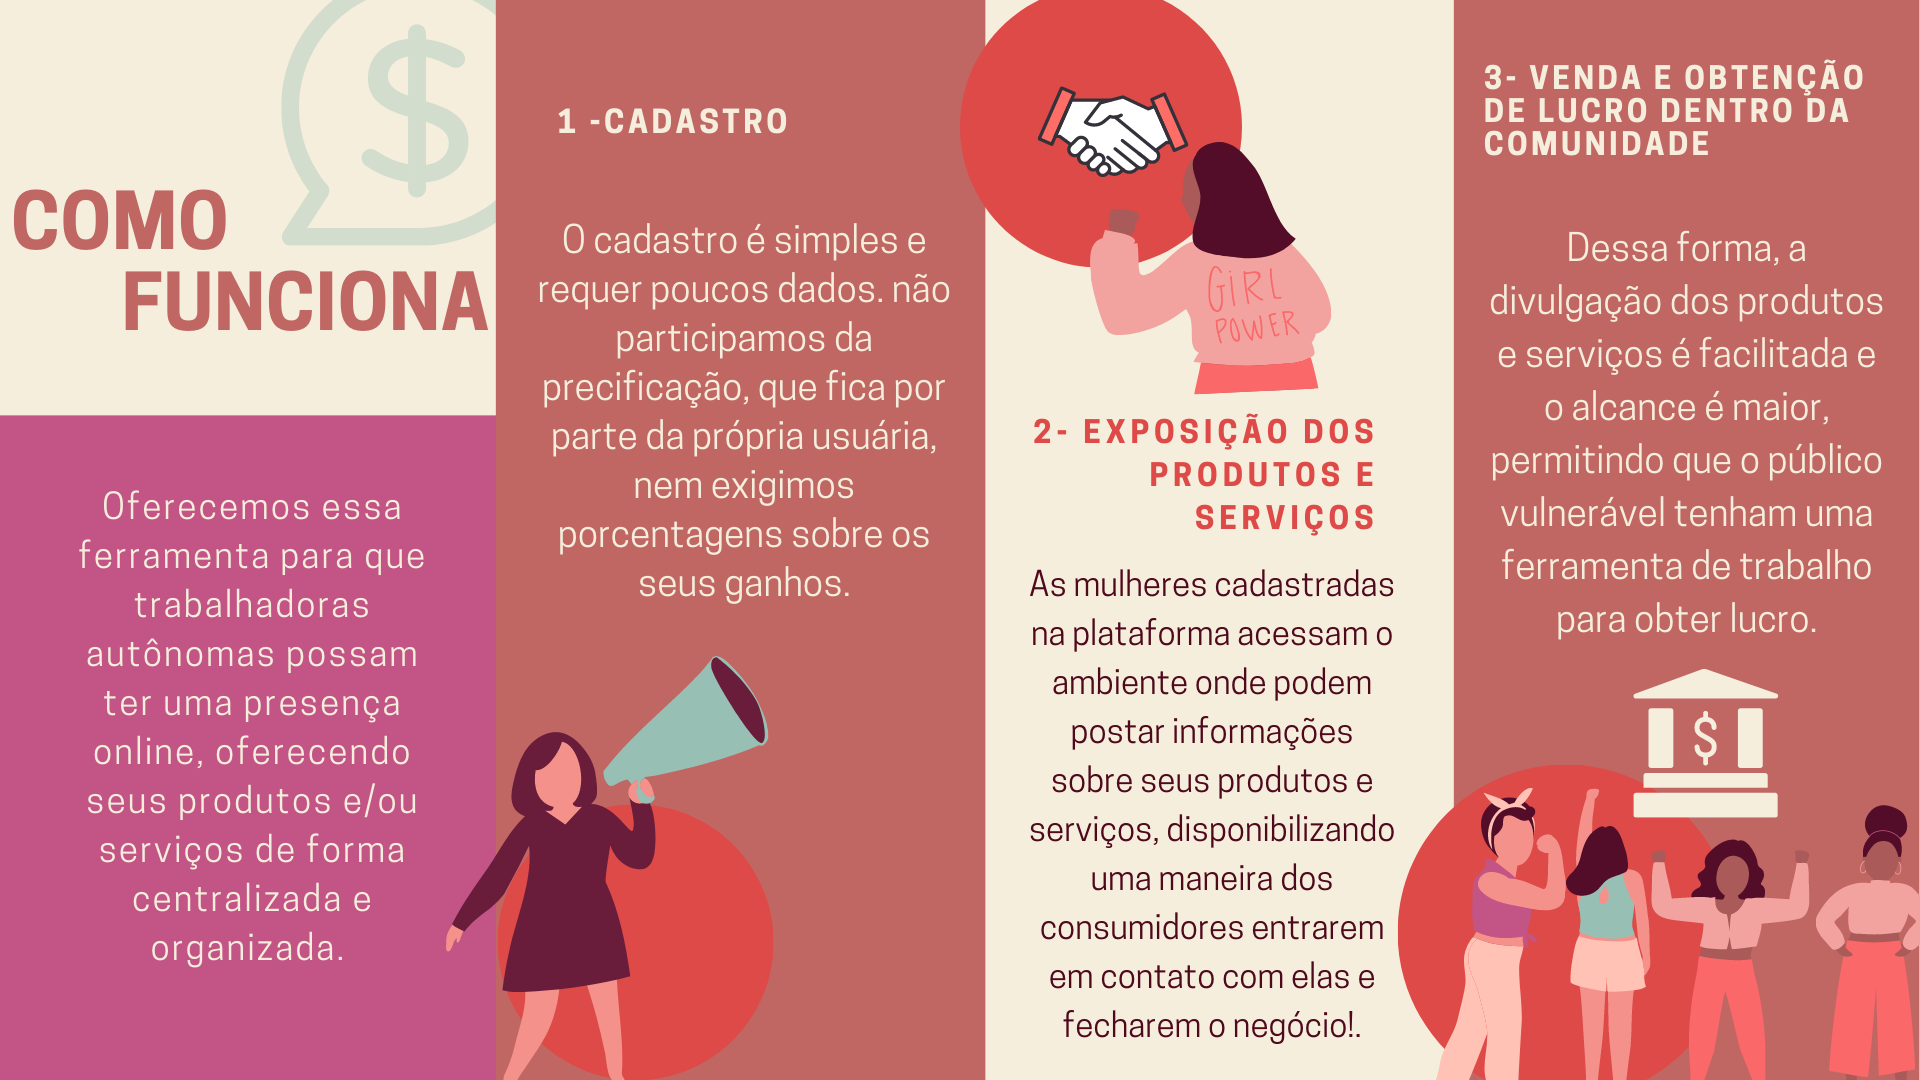 COMO
FUNCIONA
Oferecemos essa
ferramenta para que
trabalhadoras
autônomas possam
ter uma presença
online, oferecendo
seus produtos e/ou
serviços de forma
centralizada e
organizada.
1 -CADASTRO
O cadastro é simples e
requer poucos dados. não
participamos da
precificação, que fica por
parte da própria usuária,
nem exigimos
porcentagens sobre os
seus ganhos.
GIRL
POWER
2- EXPOSIÇÃO DOS
PRODUTOS E
SERVIÇOS
As mulheres cadastradas
na plataforma acessam o
ambiente onde podem
postar informações
sobre seus produtos e
serviços, disponibilizando
uma maneira dos
consumidores entrarem
em contato com elas e
fecharem o negócio!.
3- VENDA E OBTENÇÃO
DE LUCRO DENTRO DA
COMUNIDADE
Dessa forma, a
divulgação dos produtos
e serviços é facilitada e
o alcance é maior,
permitindo que o público
vulnerável tenham uma
ferramenta de trabalho
para obter lucro.